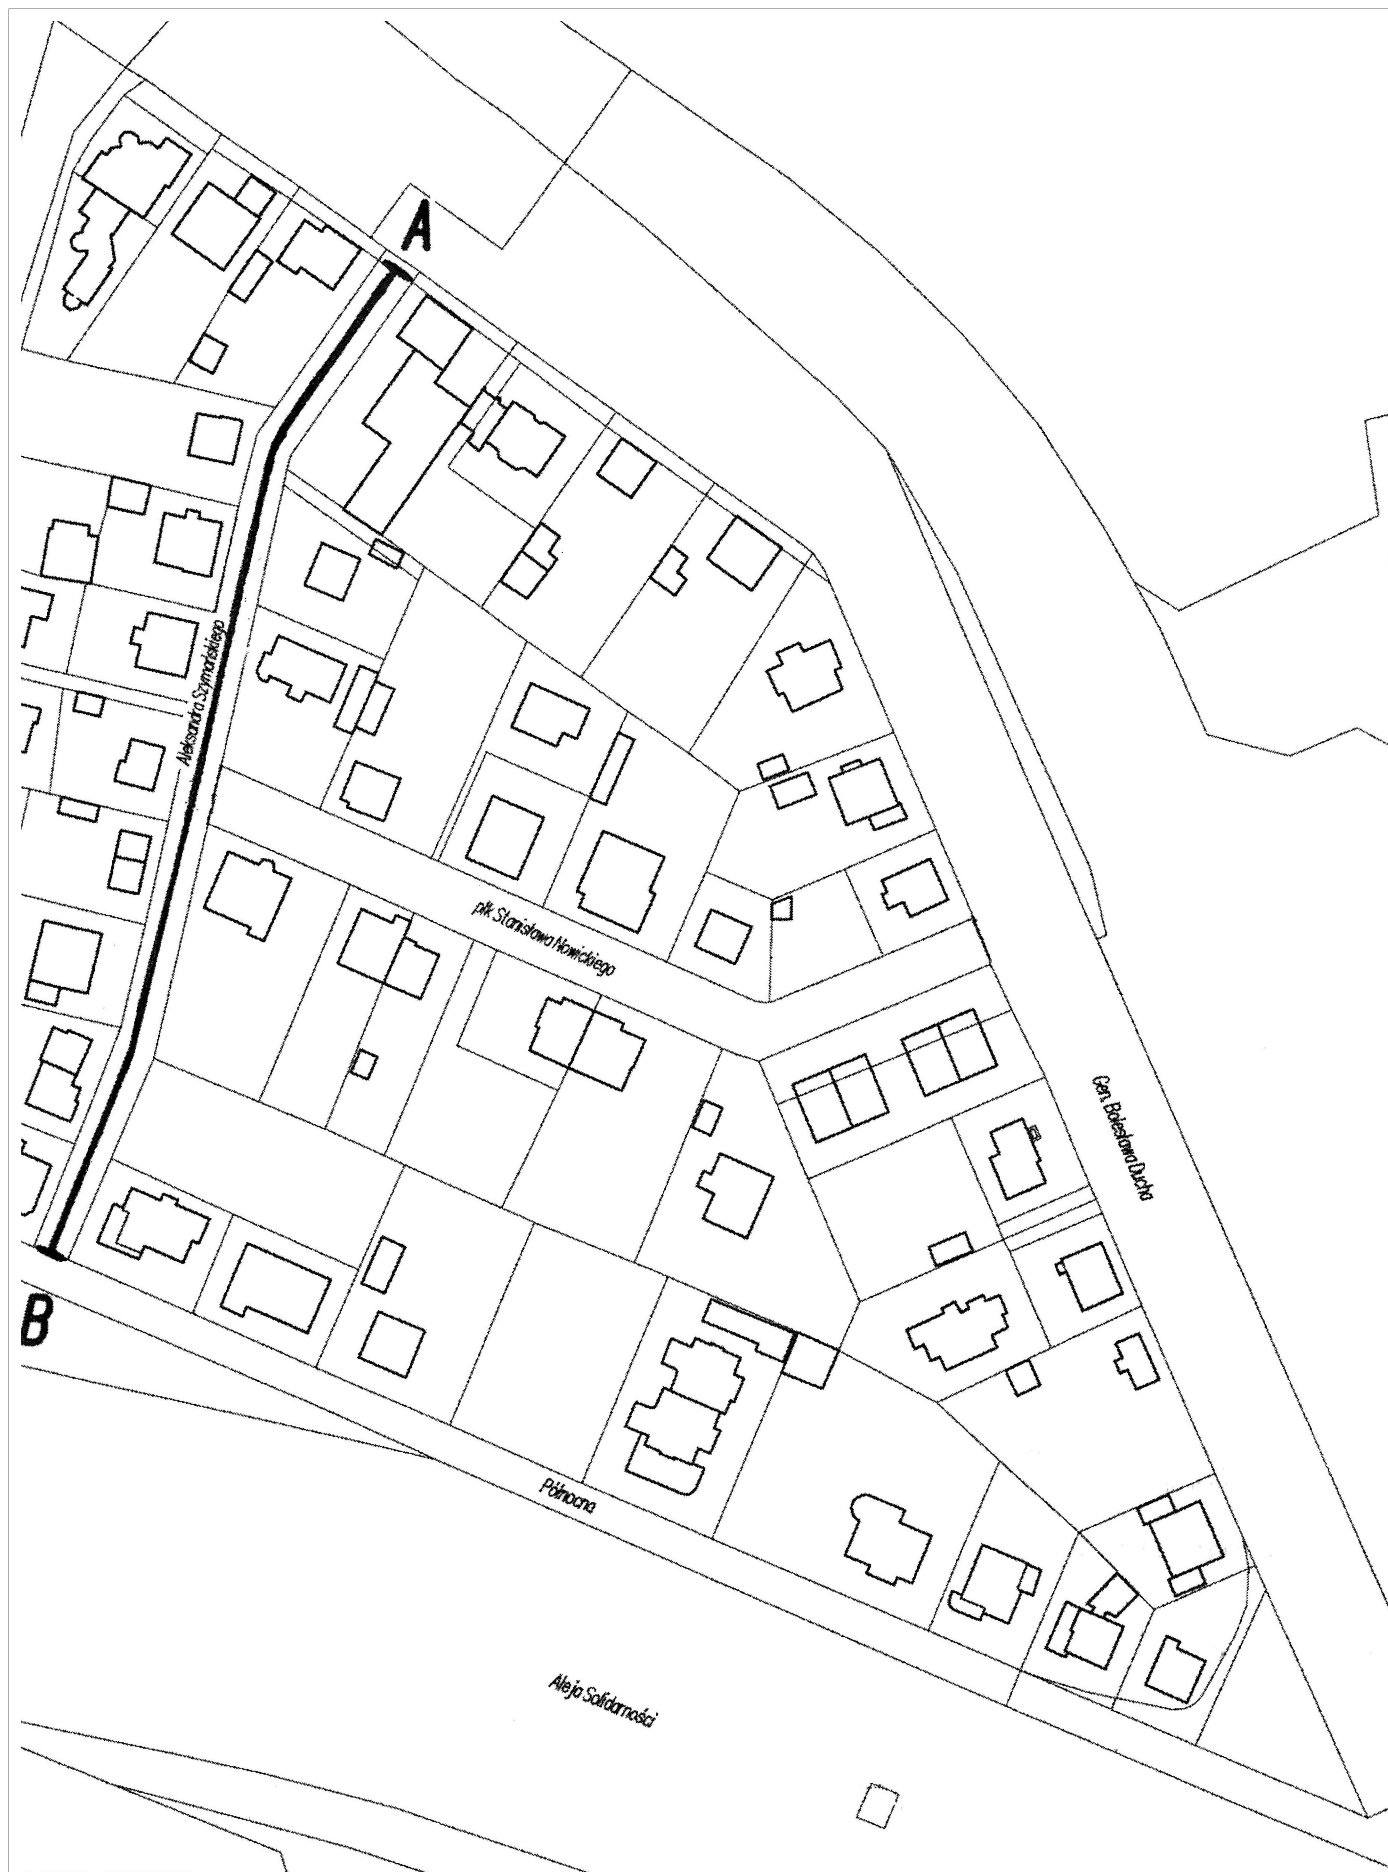 A
Aleksandra Szymańskiego
płk. Stanisława Nowickiego
Gen. Bolesława Ducha
B
Północna
Aleja Solidarności